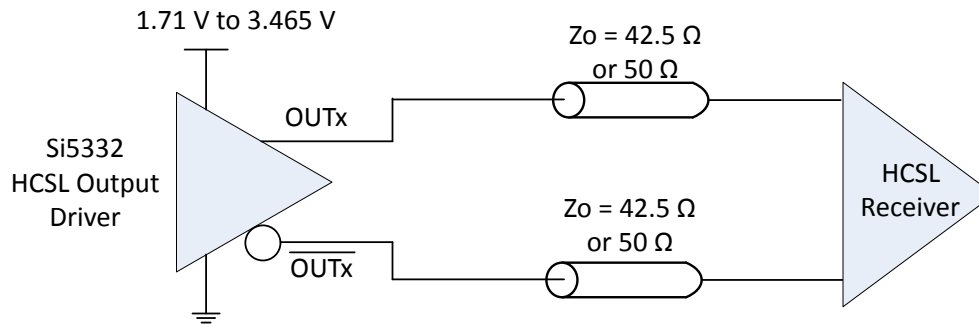 1.71 V to 3.465 V
Zo = 42.5 Ω
or 50 Ω
OUTx
Si5332
HCSL Output
Driver
HCSL
Receiver
Zo = 42.5 Ω
or 50 Ω
OUTx